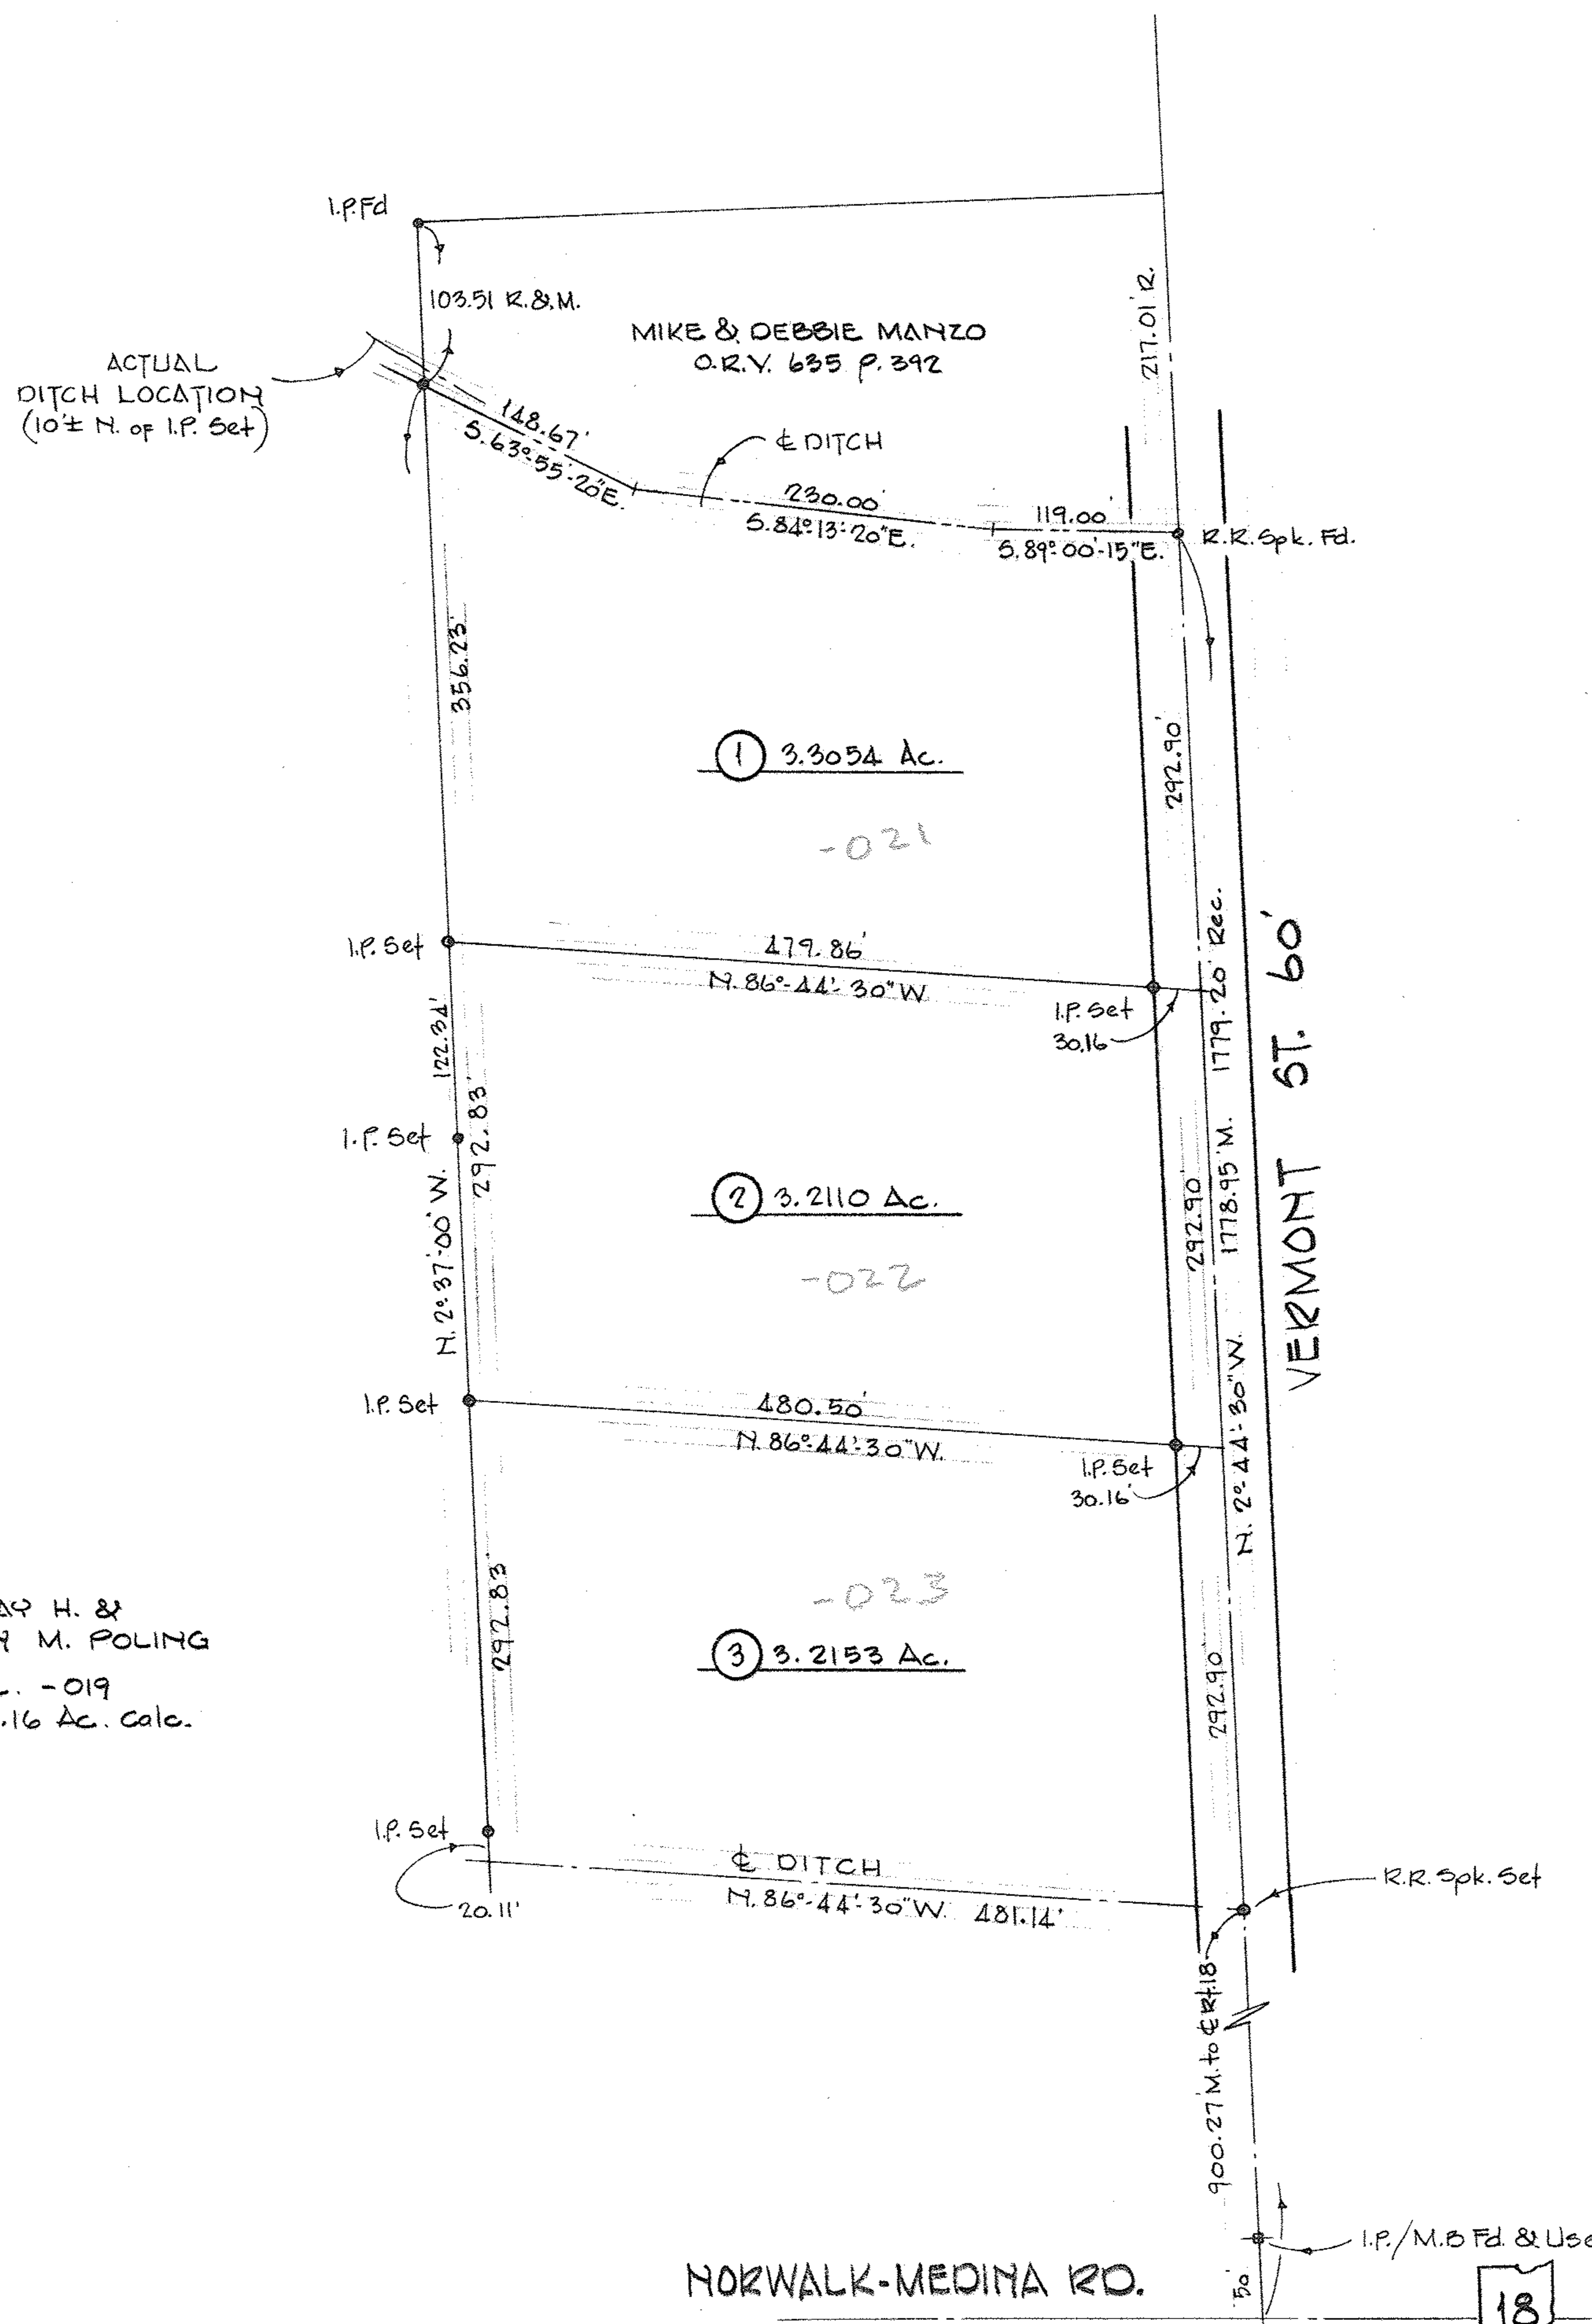 I.P. Fd
103.51 R.&M.
MIKE & DEBBIE MANZO
O.R.V. 635 P. 392
217.01' R.
ACTUAL
DITCH LOCATION
(10'± N. OF I.P. Set)
148.67'
S.63°-55'-20"E.
℄ DITCH
230.00'
S.84°-13'-20"E.
119.00'
S.89°-00'-15"E.
R.R. Spk. Fd.
356.23'
292.90'
1 3.3054 Ac.
-021
I.P. Set
479.86'
N. 86°-44'-30"W
I.P. Set
30.16
1779.20' Rec.
1778.95' M.
N. 2°-44'-30"W.
VERMONT ST. 60'
122.34'
292.83'
I.P. Set
N. 2°-37'-00" W.
2 3.2110 Ac.
-022
292.90'
I.P. Set
480.50'
N. 86°-44'-30"W.
I.P. Set
30.16'
-023
3 3.2153 Ac.
292.83'
292.90'
H. &
M. POLING
-019
.16 Ac. Calc.
I.P. Set
20.11'
℄ DITCH
N. 86°-44'-30"W. 481.14'
R.R. Spk. Set
900.27' M. to ℄ Rt. 18
I.P./M.B Fd. & Use
50'
NORWALK-MEDINA RD.
18